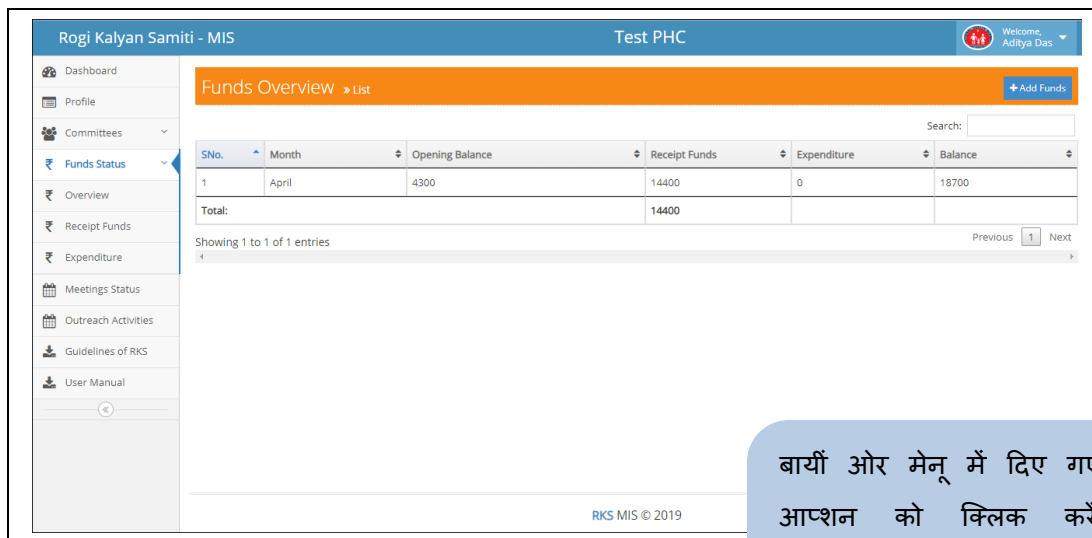 Rogi Kalyan Samiti - MIS
Test PHC
Welcome,
Aditya Das
Dashboard
Profile
Committees
Funds Status
Overview
Receipt Funds
Expenditure
Meetings Status
Outreach Activities
Guidelines of RKS
User Manual
Funds Overview » List
+ Add Funds
Search:
SNo. Month Opening Balance Receipt Funds Expenditure Balance
1 April 4300 14400 0 18700
Total: 14400
Showing 1 to 1 of 1 entries
Previous 1 Next
RKS MIS © 2019
बायीं ओर मेनू में दिए
आप्शन को क्लिक करें